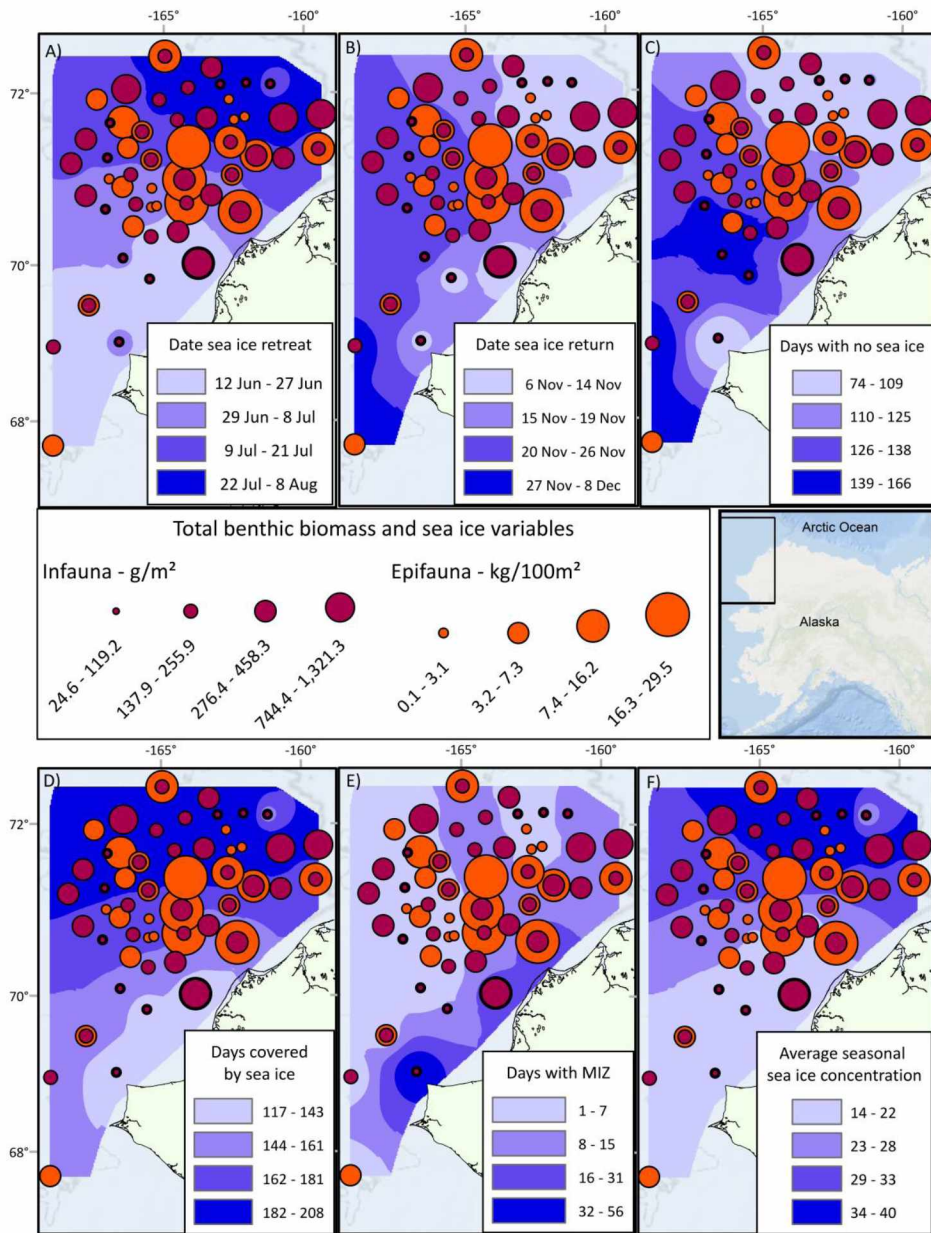 -165°
-160°
-165°
-160°
-165°
-160°
A)
B)
C)
72°
70°
68°
Date sea ice retreat
12 Jun - 27 Jun
29 Jun - 8 Jul
9 Jul - 21 Jul
22 Jul - 8 Aug
Date sea ice return
6 Nov - 14 Nov
15 Nov - 19 Nov
20 Nov - 26 Nov
27 Nov - 8 Dec
Days with no sea ice
74 - 109
110 - 125
126 - 138
139 - 166
Total benthic biomass and sea ice variables
Infauna - g/m²
24.6 - 119.2
137.9 - 255.9
276.4 - 458.3
744.4 - 1,321.3
Epifauna - kg/100m²
0.1 - 3.1
3.2 - 7.3
7.4 - 16.2
16.3 - 29.5
Arctic Ocean
Alaska
-165°
-160°
-165°
-160°
-165°
-160°
D)
E)
F)
72°
70°
68°
Days covered
by sea ice
117 - 143
144 - 161
162 - 181
182 - 208
Days with MIZ
1 - 7
8 - 15
16 - 31
32 - 56
Average seasonal
sea ice concentration
14 - 22
23 - 28
29 - 33
34 - 40